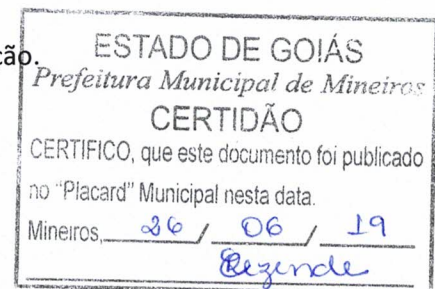 ção.
ESTADO DE GOIÁS
Prefeitura Municipal de Mineiros
CERTIDÃO
CERTIFICO, que este documento foi publicado
no "Placard" Municipal nesta data.
Mineiros, 26 / 06 / 19
Rezende